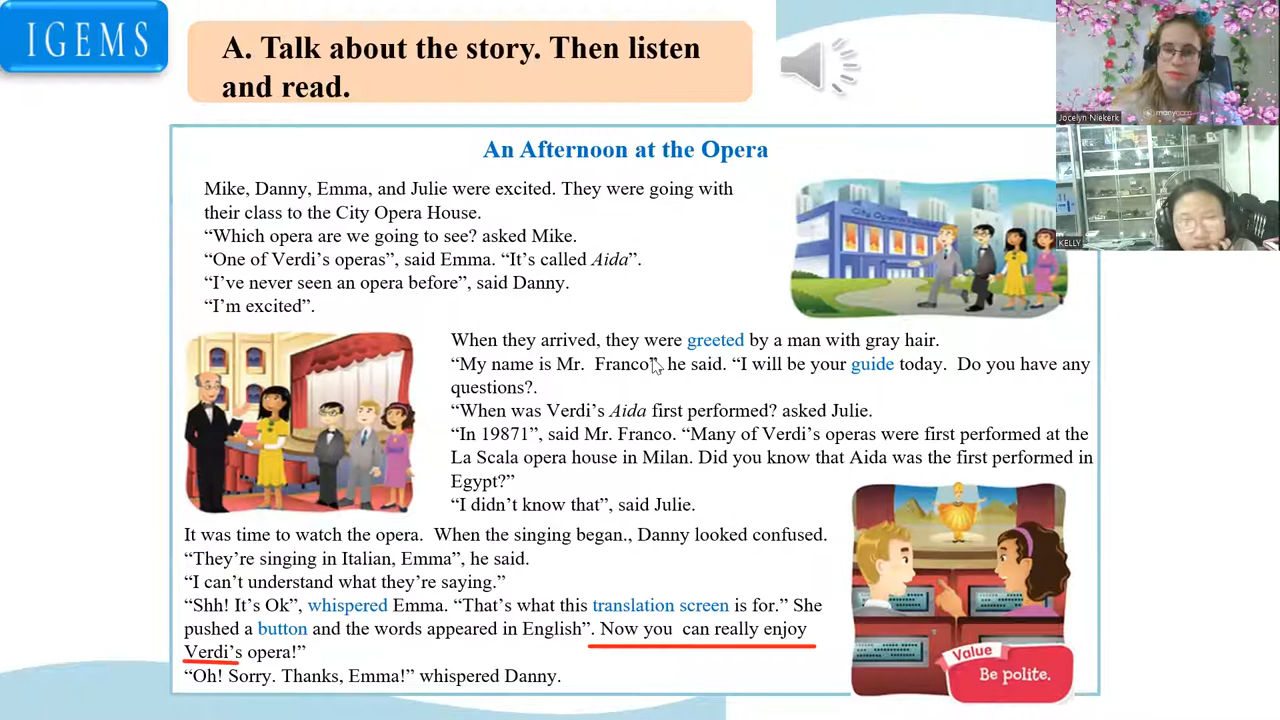 IGEMS
A. Talk about the story. Then listen
and read.
Jocelyn Niekerk
manycam
KELLY
An Afternoon at the Opera
Mike, Danny, Emma, and Julie were excited. They were going with
their class to the City Opera House.
“Which opera are we going to see? asked Mike.
“One of Verdi’s operas”, said Emma. “It’s called Aida”.
“I’ve never seen an opera before”, said Danny.
“I’m excited”.
City Opera House
When they arrived, they were greeted by a man with gray hair.
“My name is Mr. Franco”, he said. “I will be your guide today. Do you have any
questions?.
“When was Verdi’s Aida first performed? asked Julie.
“In 19871”, said Mr. Franco. “Many of Verdi’s operas were first performed at the
La Scala opera house in Milan. Did you know that Aida was the first performed in
Egypt?”
“I didn’t know that”, said Julie.
It was time to watch the opera. When the singing began., Danny looked confused.
“They’re singing in Italian, Emma”, he said.
“I can’t understand what they’re saying.”
“Shh! It’s Ok”, whispered Emma. “That’s what this translation screen is for.” She
pushed a button and the words appeared in English”. Now you can really enjoy
Verdi’s opera!”
“Oh! Sorry. Thanks, Emma!” whispered Danny.
Value
Be polite.